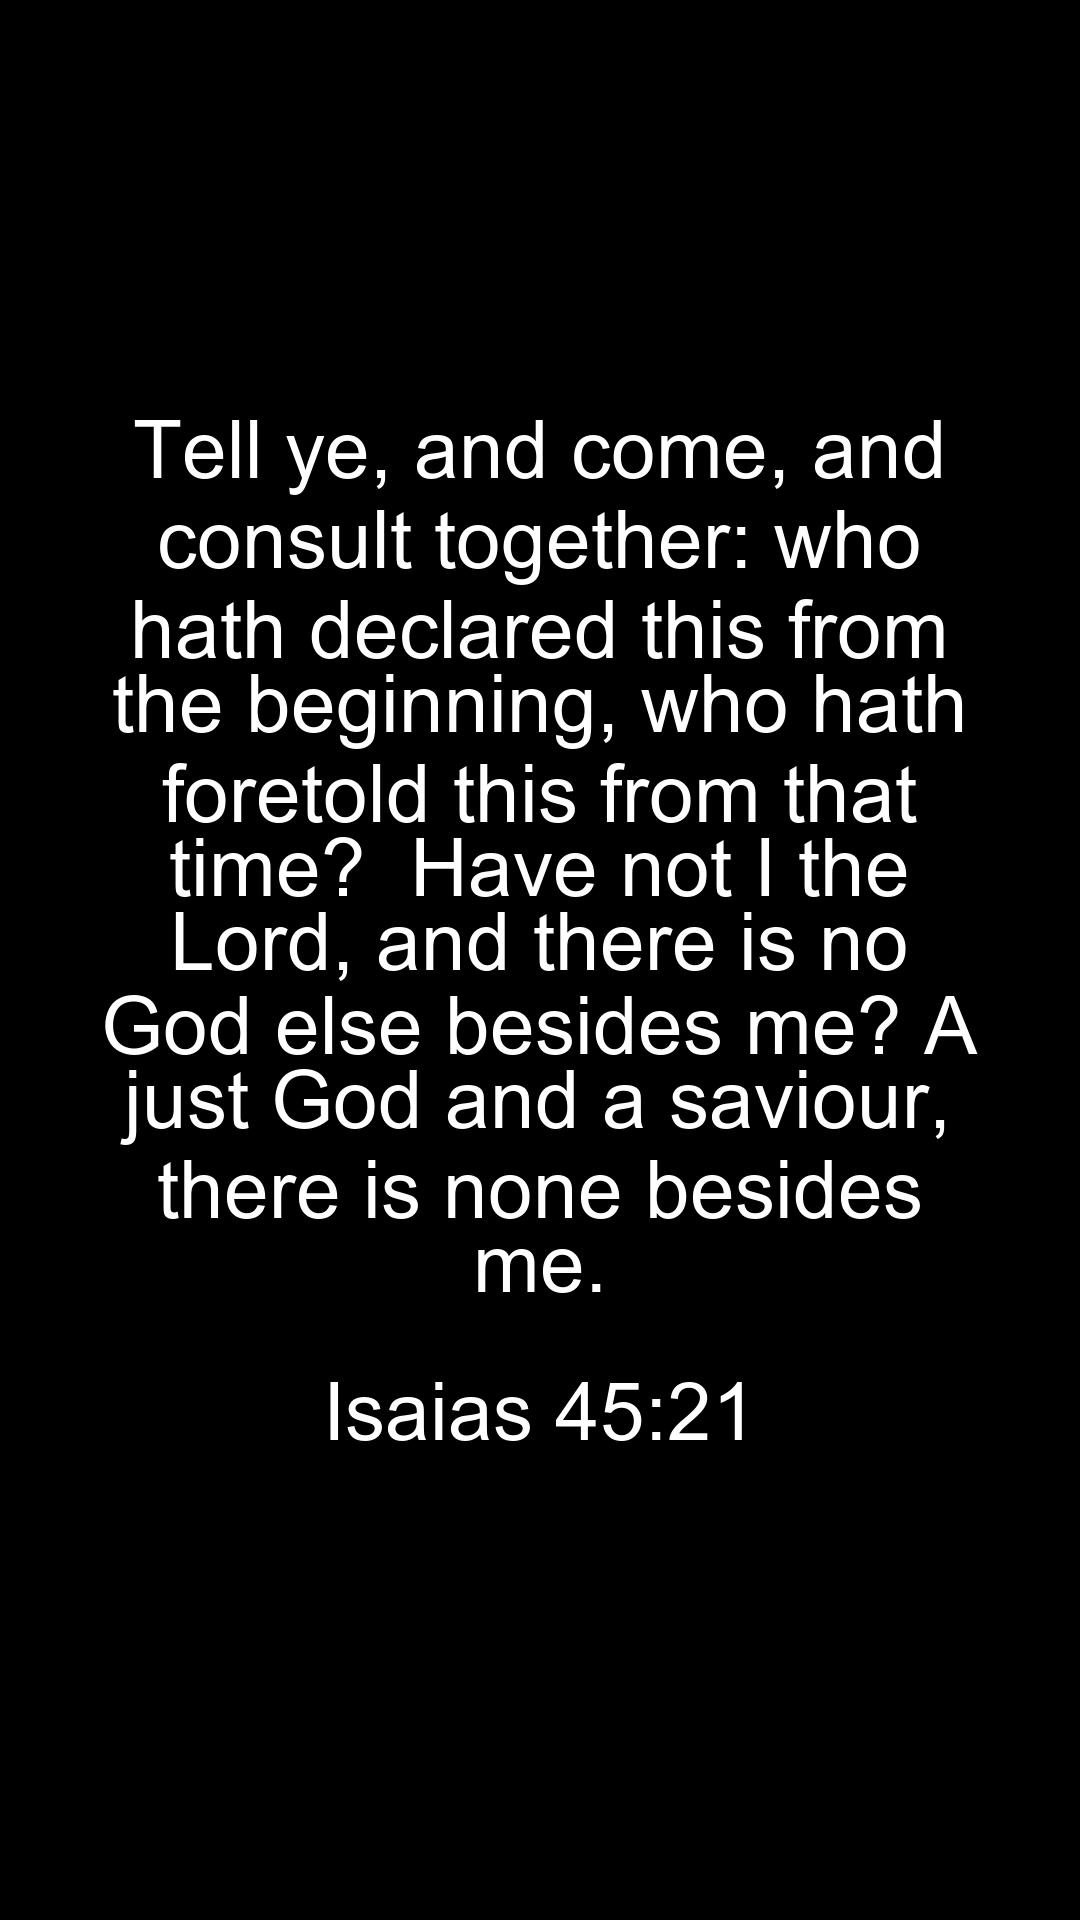 Tell ye, and come, and
consult together: who
hath declared this from
the beginning, who hath
foretold this from that
time?  Have not I the
Lord, and there is no
God else besides me? A
just God and a saviour,
there is none besides
me.
Isaias 45:21